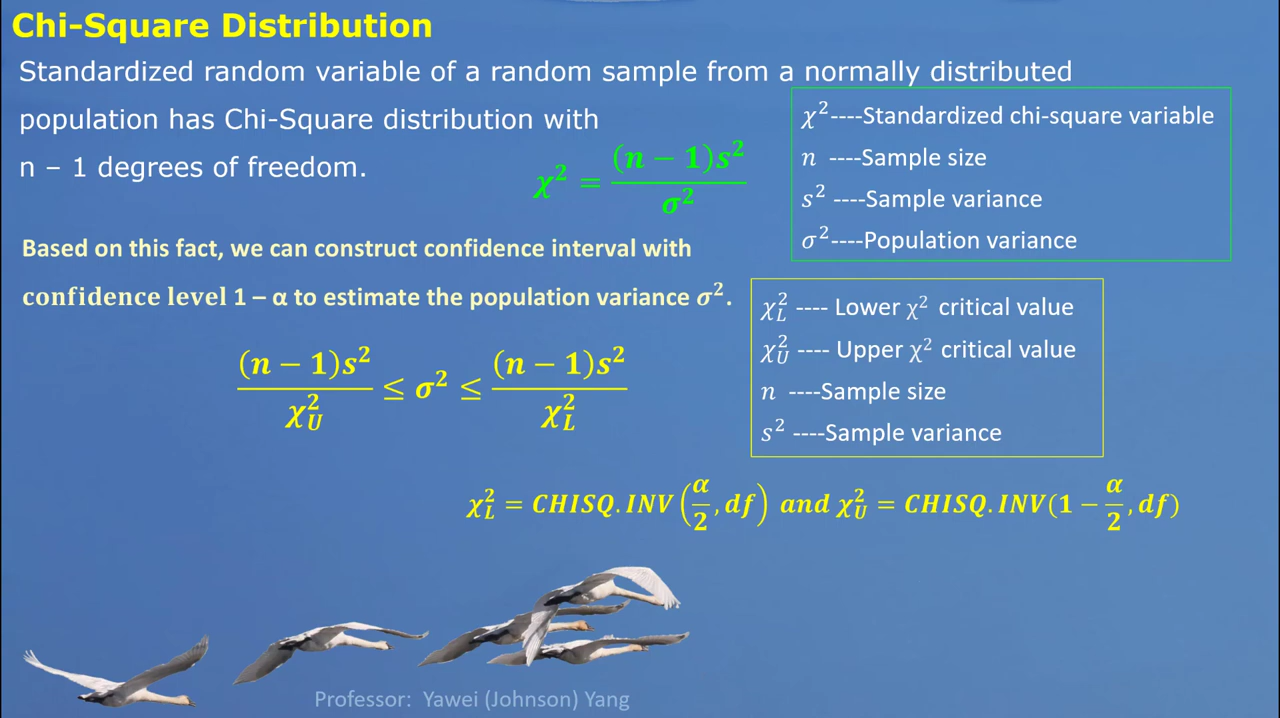 Chi-Square Distribution
Standardized random variable of a random sample from a normally distributed
population has Chi-Square distribution with
n – 1 degrees of freedom.
χ² = (n − 1)s² / σ²
χ²----Standardized chi-square variable
n ----Sample size
s² ----Sample variance
σ²----Population variance
Based on this fact, we can construct confidence interval with
confidence level 1 – α to estimate the population variance σ².
(n − 1)s² / χ²_U ≤ σ² ≤ (n − 1)s² / χ²_L
χ²_L ---- Lower χ² critical value
χ²_U ---- Upper χ² critical value
n ----Sample size
s² ----Sample variance
χ²_L = CHISQ.INV(α/2, df) and χ²_U = CHISQ.INV(1 − α/2, df)
Professor: Yawei (Johnson) Yang